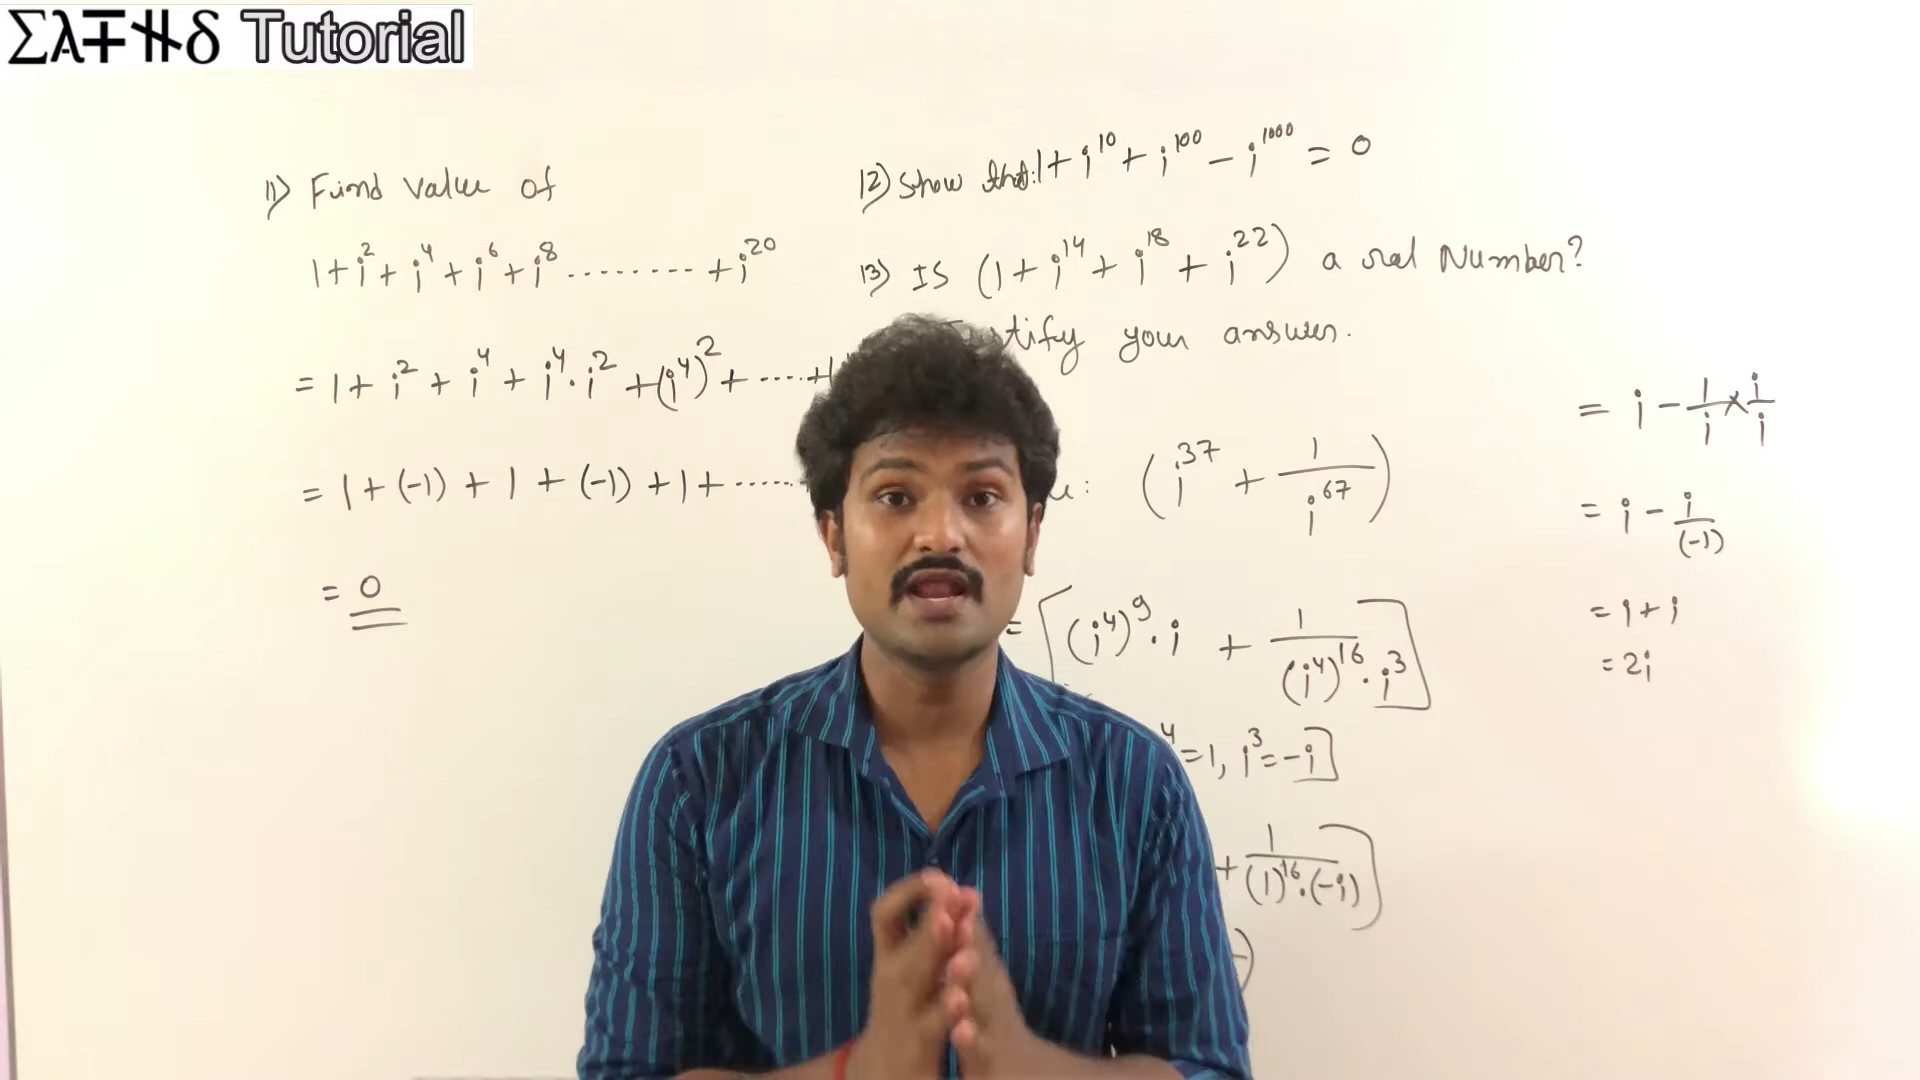 ΣλŦĦδ Tutorial
11) Find value of
1+i²+i⁴+i⁶+i⁸.........+i²⁰
= 1+i²+i⁴+i⁴·i²+(i⁴)²+.....+
= 1+(-1)+1+(-1)+1+......
= 0
12) Show that: 1+i¹⁰+i¹⁰⁰-i¹⁰⁰⁰ = 0
13) IS (1+i¹⁴+i¹⁸+i²²) a real Number?
your answer.
(i³⁷ + 1/i⁶⁷)
= [(i⁴)⁹·i + 1/(i⁴)¹⁶·i³]
⁴=1, i³=-i]
+ 1/(1)¹⁶·(-i)]
= i - 1/i × i/i
= i - i/(-1)
= i+i
= 2i